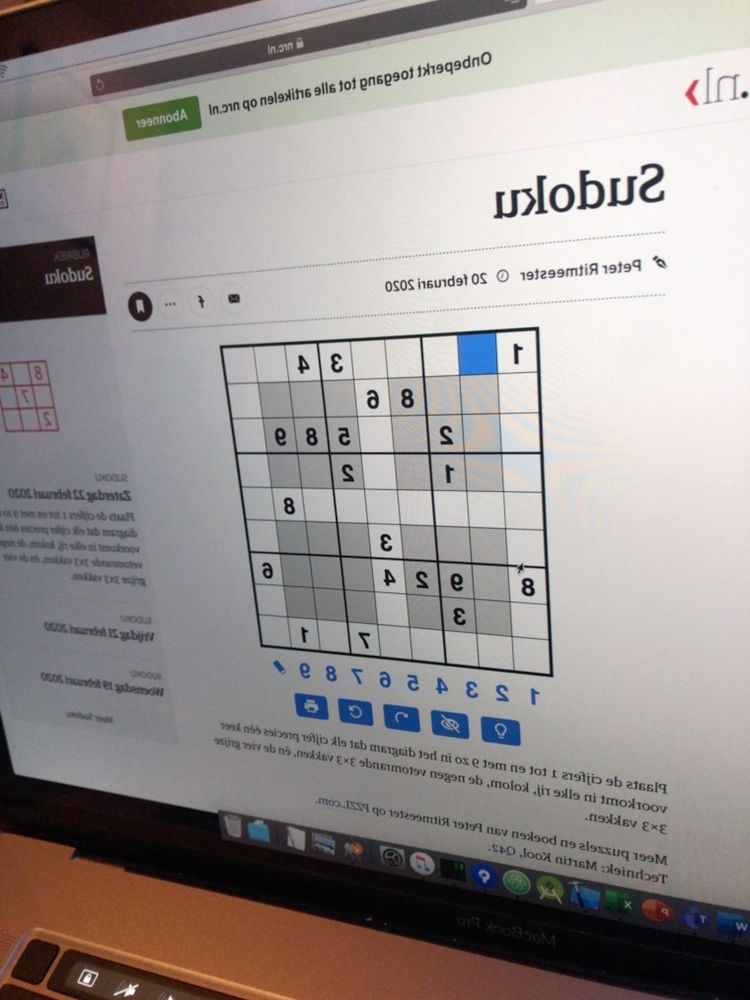 nrc.nl
Onbeperkt toegang tot alle artikelen op nrc.nl Abonneer
.nl>
Sudoku
Peter Ritmeester 20 februari 2020
1 3 4
8 6
2 5 8 9
1 2
8
3
8 9 2 4 6
3
7 1
1 2 3 4 5 6 7 8 9
Plaats de cijfers 1 tot en met 9 zo in het diagram dat elk cijfer precies één keer
voorkomt in elke rij, kolom, de negen vetomrande 3×3 vakken, én de vier grijze
3×3 vakken.
Meer puzzels en boeken van Peter Ritmeester op PZZL.com.
Techniek: Martin Kool, Q42.
RUBRIEK
Sudoku
8 4
7
2
SUDOKU
Zaterdag 22 februari 2020
Plaats de cijfers 1 tot en met 9 zo
diagram dat elk cijfer precies één
voorkomt in elke rij, kolom, de
vetomrande 3x3 vakken, én de vier
grijze 3x3 vakken.
SUDOKU
Vrijdag 21 februari 2020
SUDOKU
Woensdag 19 februari 2020
Meer Sudoku
MacBook Pro